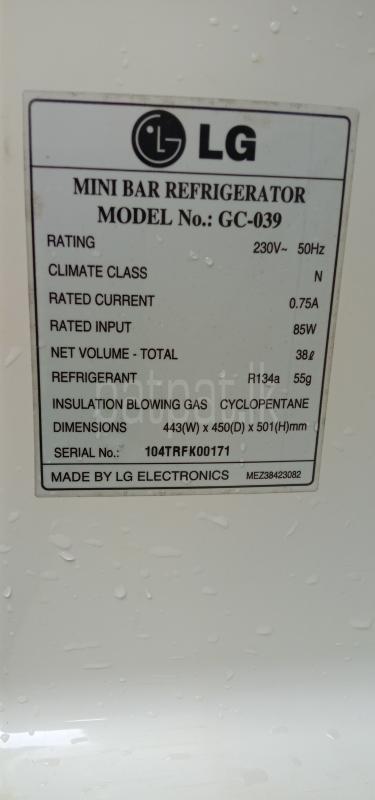 LG
MINI BAR REFRIGERATOR
MODEL No.: GC-039
RATING 230V~ 50Hz
CLIMATE CLASS N
RATED CURRENT 0.75A
RATED INPUT 85W
NET VOLUME - TOTAL 38ℓ
REFRIGERANT R134a 55g
patpat.lk
INSULATION BLOWING GAS CYCLOPENTANE
DIMENSIONS 443(W) x 450(D) x 501(H)mm
SERIAL No.: 104TRFK00171
MADE BY LG ELECTRONICS MEZ38423082